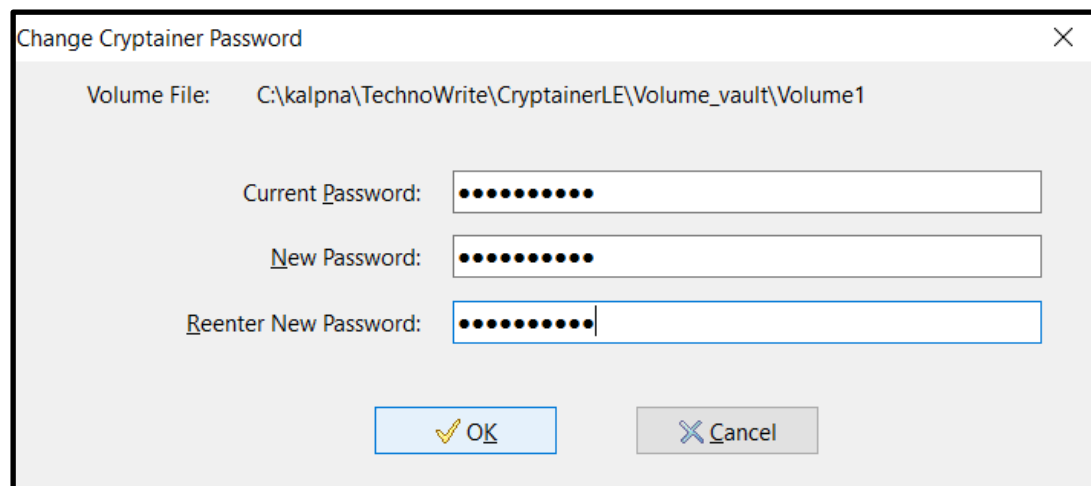 Change Cryptainer Password
Volume File: C:\kalpna\TechnoWrite\CryptainerLE\Volume_vault\Volume1
Current Password: ●●●●●●●●●●
New Password: ●●●●●●●●●●
Reenter New Password: ●●●●●●●●●●
OK Cancel